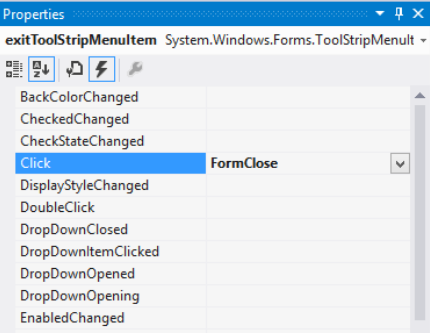 Properties
exitToolStripMenuItem System.Windows.Forms.ToolStripMenuIt
BackColorChanged
CheckedChanged
CheckStateChanged
Click FormClose
DisplayStyleChanged
DoubleClick
DropDownClosed
DropDownItemClicked
DropDownOpened
DropDownOpening
EnabledChanged